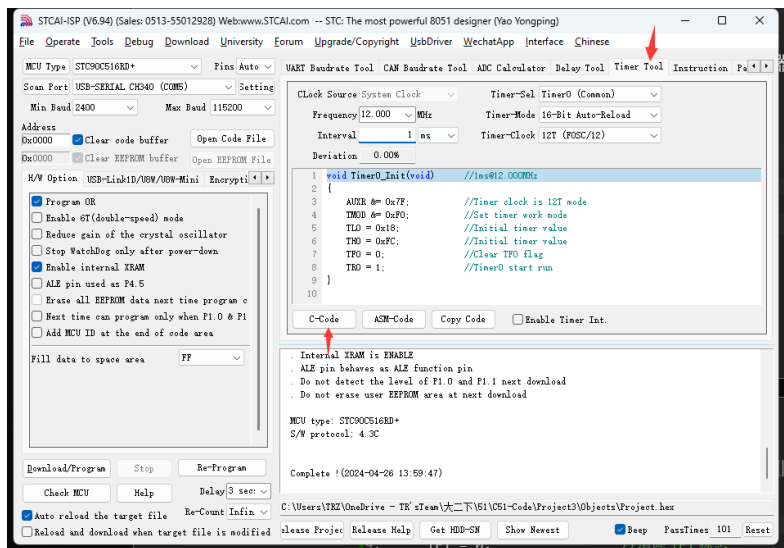 STCAI-ISP (V6.94) (Sales: 0513-55012928) Web:www.STCAI.com -- STC: The most powerful 8051 designer (Yao Yongping)
File Operate Tools Debug Download University Forum Upgrade/Copyright UsbDriver WechatApp Interface Chinese
MCU Type STC90C516RD+ Pins Auto
Scan Port USB-SERIAL CH340 (COM5) Setting
Min Baud 2400 Max Baud 115200
Address
0x0000 Clear code buffer Open Code File
0x0000 Clear EEPROM buffer Open EEPROM File
H/W Option USB-Link1D/U8W/U8W-Mini Encrypti
Program OR
Enable 6T(double-speed) mode
Reduce gain of the crystal oscillator
Stop WatchDog only after power-down
Enable internal XRAM
ALE pin used as P4.5
Erase all EEPROM data next time program c
Next time can program only when P1.0 & P1
Add MCU ID at the end of code area
Fill data to space area FF
Download/Program Stop Re-Program
Check MCU Help Delay 3 sec:
Auto reload the target file Re-Count Infin
Reload and download when target file is modified
UART Baudrate Tool CAN Baudrate Tool ADC Calculator Delay Tool Timer Tool Instruction Pa
CLock Source System Clock Timer-Sel Timer0 (Common)
Frequency 12.000 MHz Timer-Mode 16-Bit Auto-Reload
Interval 1 ms Timer-Clock 12T (FOSC/12)
Deviation 0.00%
1 void Timer0_Init(void) //1ms@12.000MHz
2 {
3 AUXR &= 0x7F; //Timer clock is 12T mode
4 TMOD &= 0xF0; //Set timer work mode
5 TL0 = 0x18; //Initial timer value
6 TH0 = 0xFC; //Initial timer value
7 TF0 = 0; //Clear TF0 flag
8 TR0 = 1; //Timer0 start run
9 }
10
C-Code ASM-Code Copy Code Enable Timer Int.
. Internal XRAM is ENABLE
. ALE pin behaves as ALE function pin
. Do not detect the level of P1.0 and P1.1 next download
. Do not erase user EEPROM area at next download
MCU type: STC90C516RD+
S/W protocol: 4.3C
Complete !(2024-04-26 13:59:47)
C:\Users\TRZ\OneDrive - TR' sTeam\大二下\51\C51-Code\Project3\Objects\Project.hex
elease Projec Release Help Get HDD-SN Show Newest Beep PassTimes 101 Reset